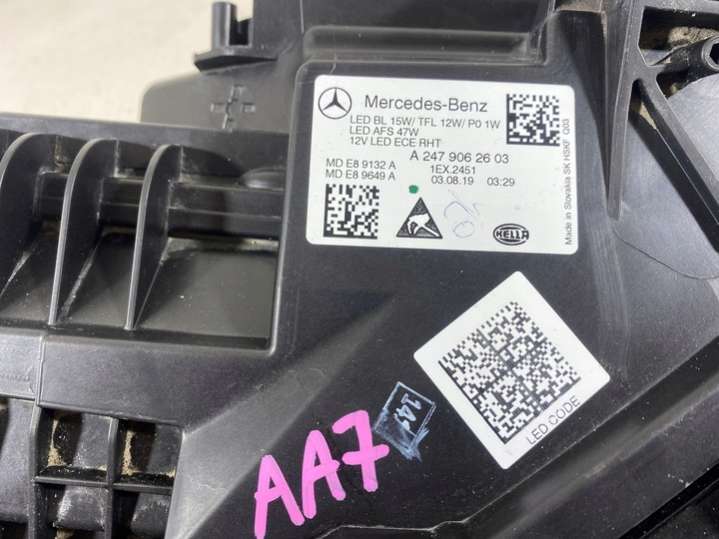 Mercedes-Benz
LED BL 15W/ TFL 12W/ P0 1W
LED AFS 47W
12V LED ECE RHT
A 247 906 26 03
MD E8 9132 A
1EX.2451
MD E8 9649 A
03.08.19 03:29
HELLA
Made in Slovakia SK HSKF Q03
LED CODE
AA7